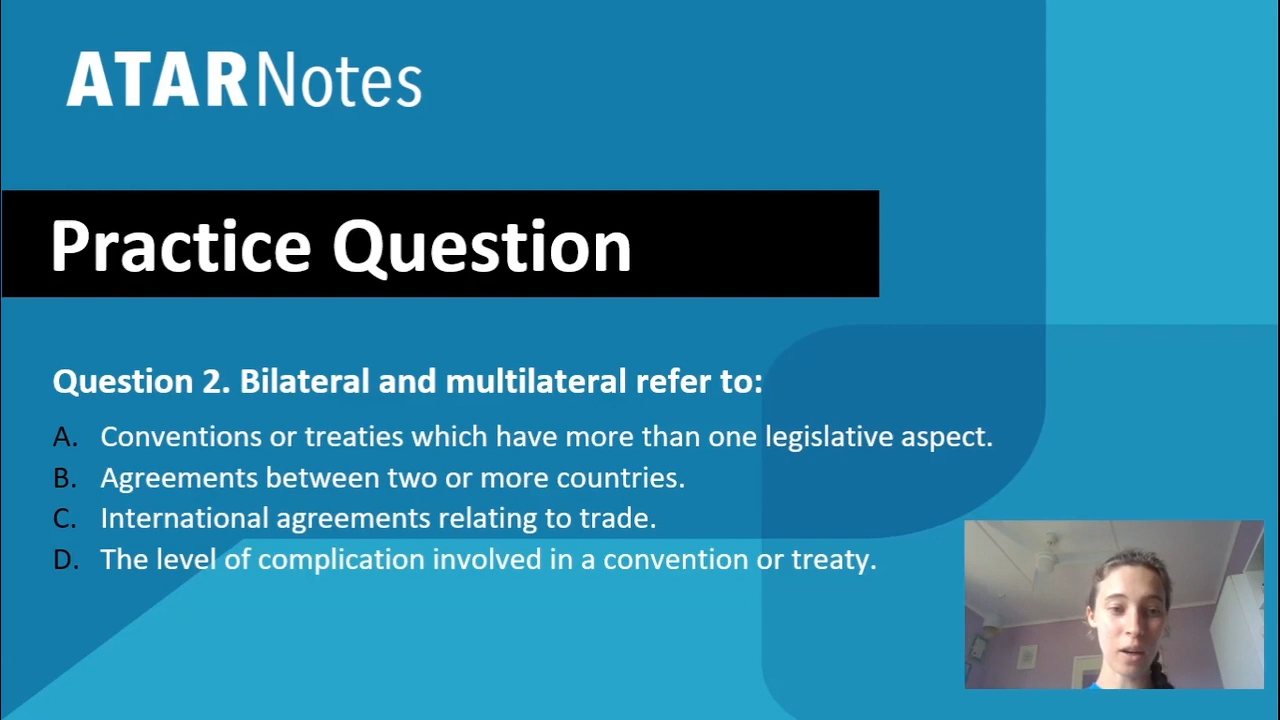 ATARNotes
Practice Question
Question 2. Bilateral and multilateral refer to:
A. Conventions or treaties which have more than one legislative aspect.
B. Agreements between two or more countries.
C. International agreements relating to trade.
D. The level of complication involved in a convention or treaty.